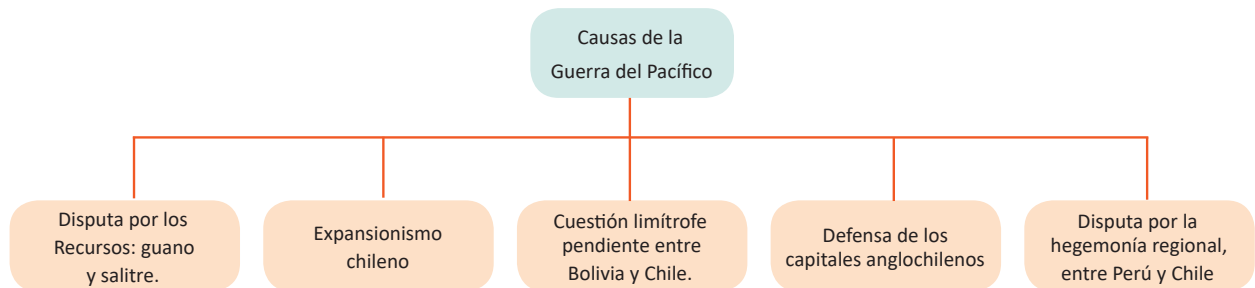 Causas de la
Guerra del Pacífico
Disputa por los
Recursos: guano
y salitre.
Expansionismo
chileno
Cuestión limítrofe
pendiente entre
Bolivia y Chile.
Defensa de los
capitales anglochilenos
Disputa por la
hegemonía regional,
entre Perú y Chile